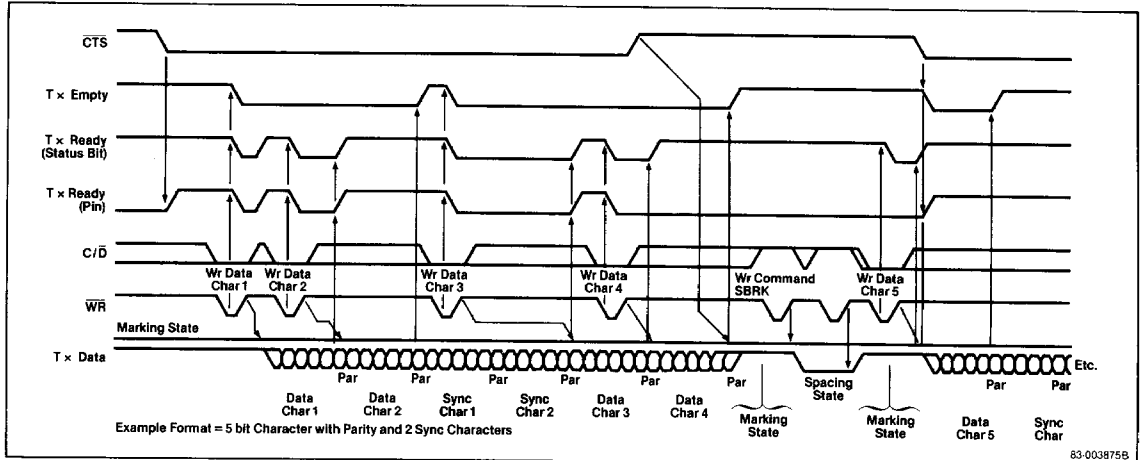 CTS
T × Empty
T × Ready
(Status Bit)
T × Ready
(Pin)
C/D
Wr Data
Char 1
Wr Data
Char 2
Wr Data
Char 3
Wr Data
Char 4
Wr Command
SBRK
Wr Data
Char 5
WR
Marking State
T × Data
Etc.
Par
Par
Par
Par
Par
Par
Par
Par
Data
Char 1
Data
Char 2
Sync
Char 1
Sync
Char 2
Data
Char 3
Data
Char 4
Marking
State
Spacing
State
Marking
State
Data
Char 5
Sync
Char
Example Format = 5 bit Character with Parity and 2 Sync Characters
83-003875B